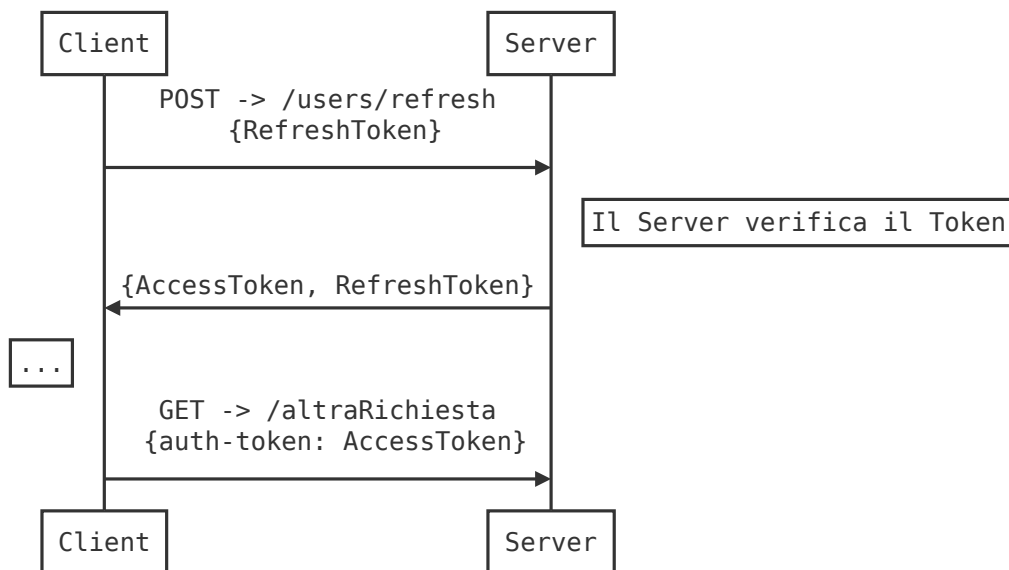 Client
Server
POST -> /users/refresh
{RefreshToken}
Il Server verifica il Token
{AccessToken, RefreshToken}
...
GET -> /altraRichiesta
{auth-token: AccessToken}
Client
Server